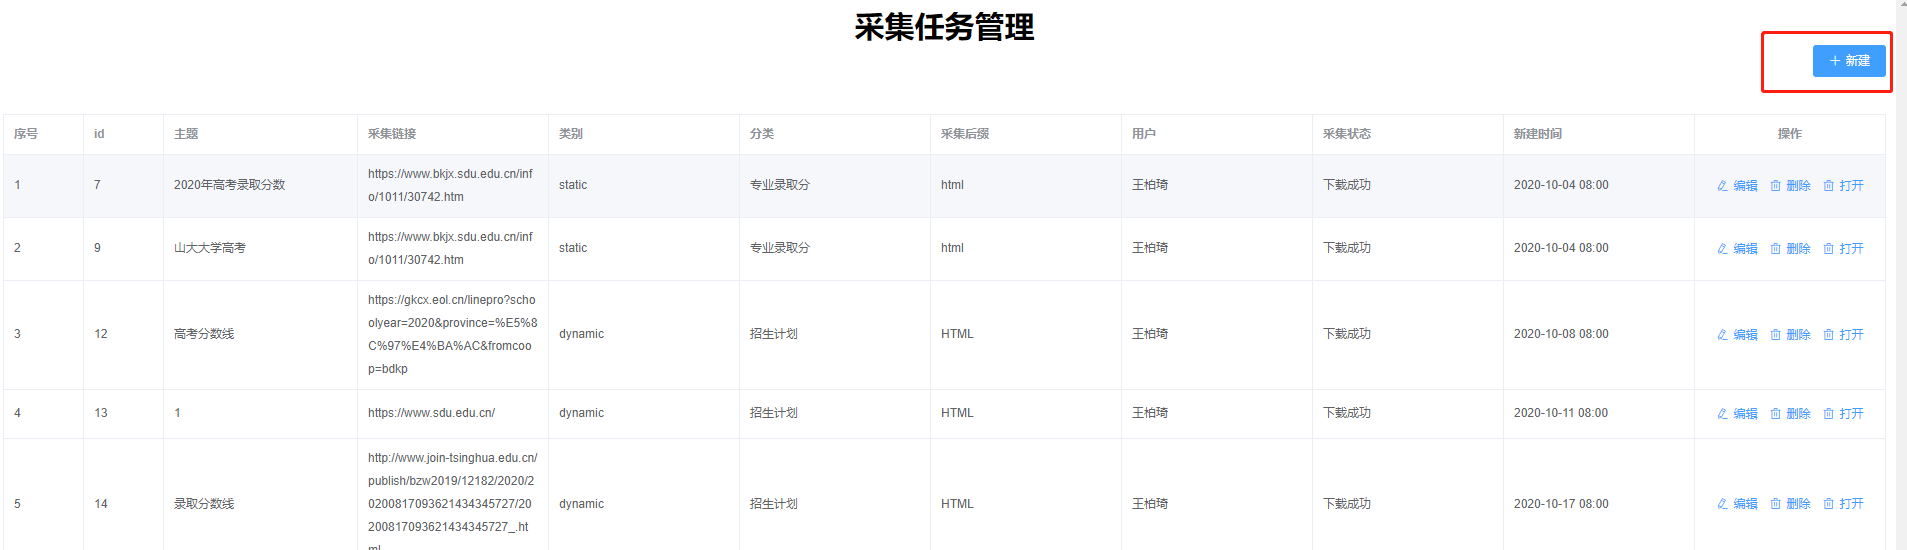 采集任务管理
新建
序号 id 主题 采集链接 类别 分类 采集后缀 用户 采集状态 新建时间 操作
1 7 2020年高考录取分数 https://www.bkjx.sdu.edu.cn/inf static 专业录取分 html 王柏琦 下载成功 2020-10-04 08:00 编辑 删除 打开
o/1011/30742.htm
2 9 山大大学高考 https://www.bkjx.sdu.edu.cn/inf static 专业录取分 html 王柏琦 下载成功 2020-10-04 08:00 编辑 删除 打开
o/1011/30742.htm
https://gkcx.eol.cn/linepro?scho
olyear=2020&province=%E5%8
3 12 高考分数线 dynamic 招生计划 HTML 王柏琦 下载成功 2020-10-08 08:00 编辑 删除 打开
C%97%E4%BA%AC&fromcoo
p=bdkp
4 13 1 https://www.sdu.edu.cn/ dynamic 招生计划 HTML 王柏琦 下载成功 2020-10-11 08:00 编辑 删除 打开
http://www.join-tsinghua.edu.cn/
publish/bzw2019/12182/2020/2
5 14 录取分数线 0200817093621434345727/20 dynamic 招生计划 HTML 王柏琦 下载成功 2020-10-17 08:00 编辑 删除 打开
200817093621434345727_.ht
ml